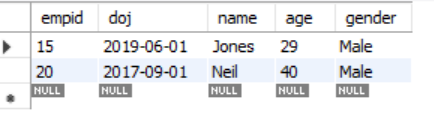 empid doj name age gender
15 2019-06-01 Jones 29 Male
20 2017-09-01 Neil 40 Male
NULL NULL NULL NULL NULL